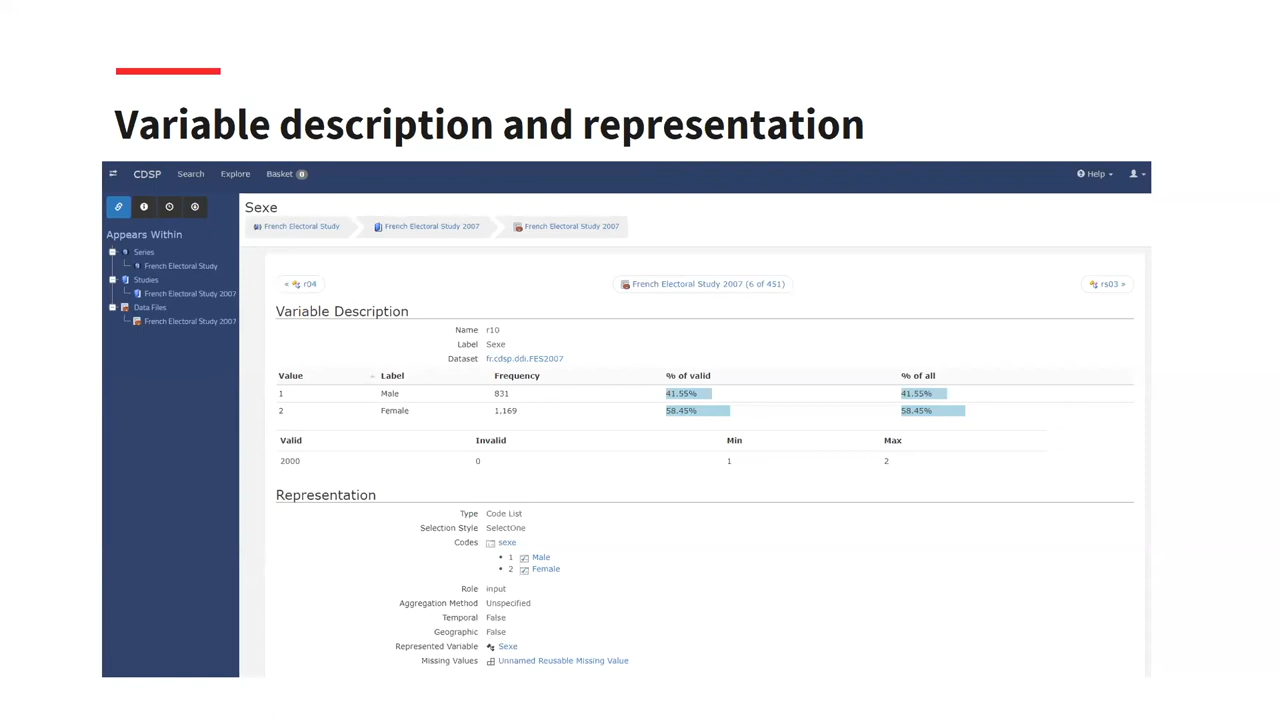 Variable description and representation
CDSP Search Explore Basket 0 Help
Sexe
French Electoral Study French Electoral Study 2007 French Electoral Study 2007
Appears Within
Series
French Electoral Study
Studies
French Electoral Study 2007
Data Files
French Electoral Study 2007
« r04 French Electoral Study 2007 (6 of 451) rs03 »
Variable Description
Name r10
Label Sexe
Dataset fr.cdsp.ddi.FES2007
Value Label Frequency % of valid % of all
1 Male 831 41.55% 41.55%
2 Female 1,169 58.45% 58.45%
Valid Invalid Min Max
2000 0 1 2
Representation
Type Code List
Selection Style SelectOne
Codes sexe
• 1 Male
• 2 Female
Role input
Aggregation Method Unspecified
Temporal False
Geographic False
Represented Variable Sexe
Missing Values Unnamed Reusable Missing Value